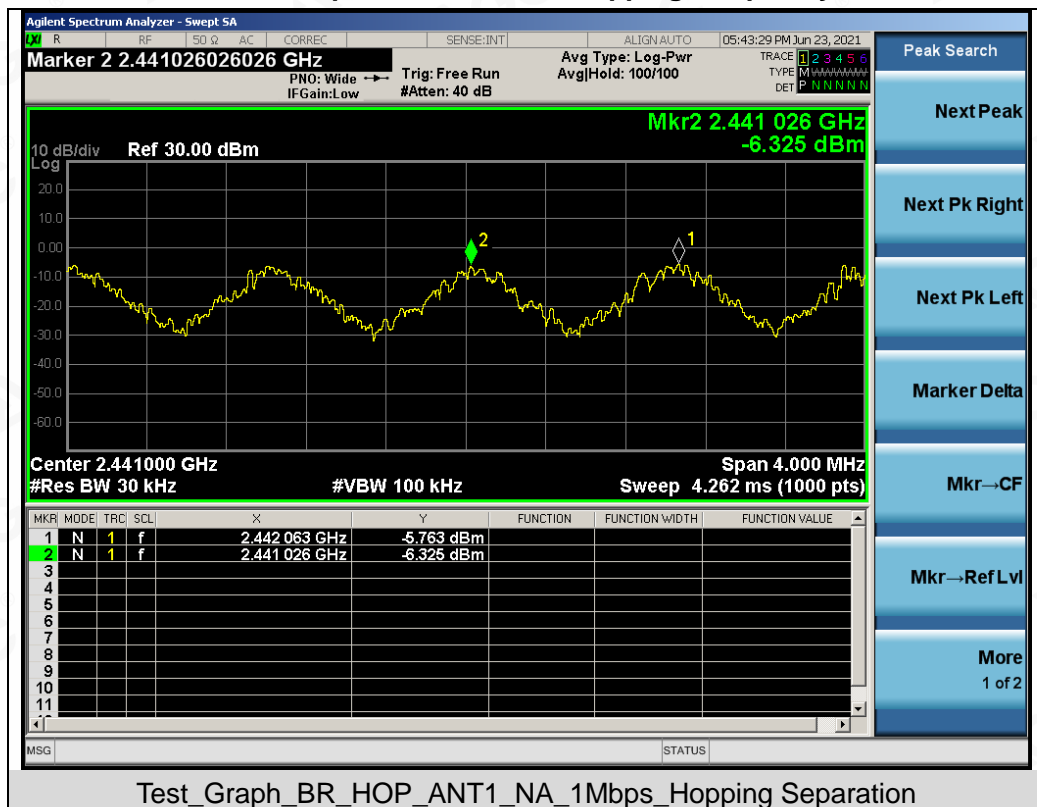 Agilent Spectrum Analyzer - Swept SA
LXI R RF 50 Ω AC CORREC SENSE:INT ALIGN AUTO 05:43:29 PM Jun 23, 2021
Marker 2 2.441026026026 GHz
PNO: Wide
IFGain:Low
Trig: Free Run
#Atten: 40 dB
Avg Type: Log-Pwr
Avg|Hold: 100/100
TRACE 1 2 3 4 5 6
TYPE M
DET P N N N N N
Mkr2 2.441 026 GHz
-6.325 dBm
10 dB/div Ref 30.00 dBm
Log
20.0
10.0
0.00
-10.0
-20.0
-30.0
-40.0
-50.0
-60.0
2
1
Center 2.441000 GHz Span 4.000 MHz
#Res BW 30 kHz #VBW 100 kHz Sweep 4.262 ms (1000 pts)
MKR MODE TRC SCL X Y FUNCTION FUNCTION WIDTH FUNCTION VALUE
1 N 1 f 2.442 063 GHz -5.763 dBm
2 N 1 f 2.441 026 GHz -6.325 dBm
3
4
5
6
7
8
9
10
11
MSG STATUS
Peak Search
Next Peak
Next Pk Right
Next Pk Left
Marker Delta
Mkr→CF
Mkr→Ref Lvl
More
1 of 2
Test_Graph_BR_HOP_ANT1_NA_1Mbps_Hopping Separation